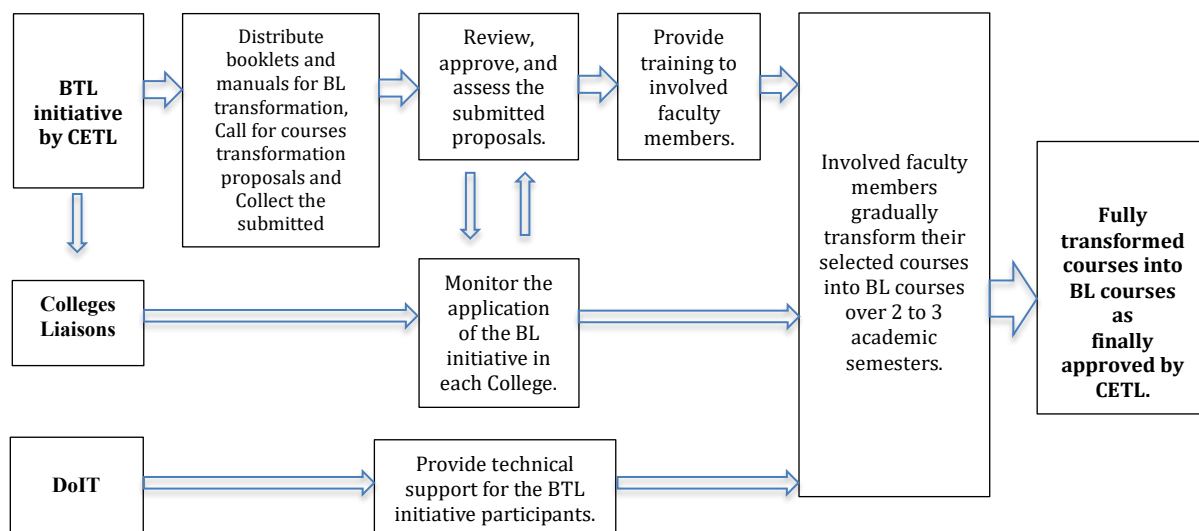 BTL
initiative
by CETL
Distribute
booklets and
manuals for BL
transformation,
Call for courses
transformation
proposals and
Collect the
submitted
Review,
approve, and
assess the
submitted
proposals.
Provide
training to
involved
faculty
members.
Involved faculty
members
gradually
transform their
selected courses
into BL courses
over 2 to 3
academic
semesters.
Fully
transformed
courses into
BL courses
as
finally
approved by
CETL.
Colleges
Liaisons
Monitor the
application
of the BL
initiative in
each College.
DoIT
Provide technical
support for the BTL
initiative participants.